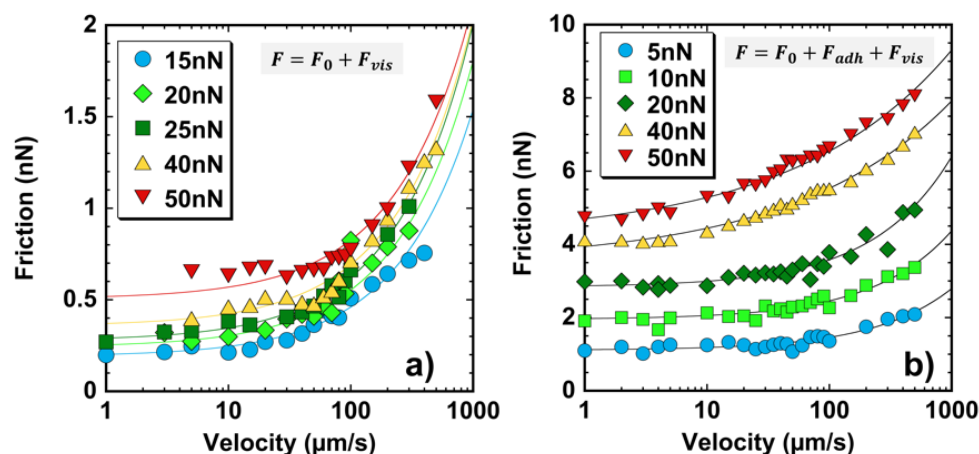 2
1.5
1
0.5
0
Friction (nN)
15nN
20nN
25nN
40nN
50nN
F = F₀ + Fᵥᵢₛ
a)
1
10
100
1000
Velocity (µm/s)
10
8
6
4
2
0
Friction (nN)
5nN
10nN
20nN
40nN
50nN
F = F₀ + F_adh + F_vis
b)
1
10
100
1000
Velocity (µm/s)